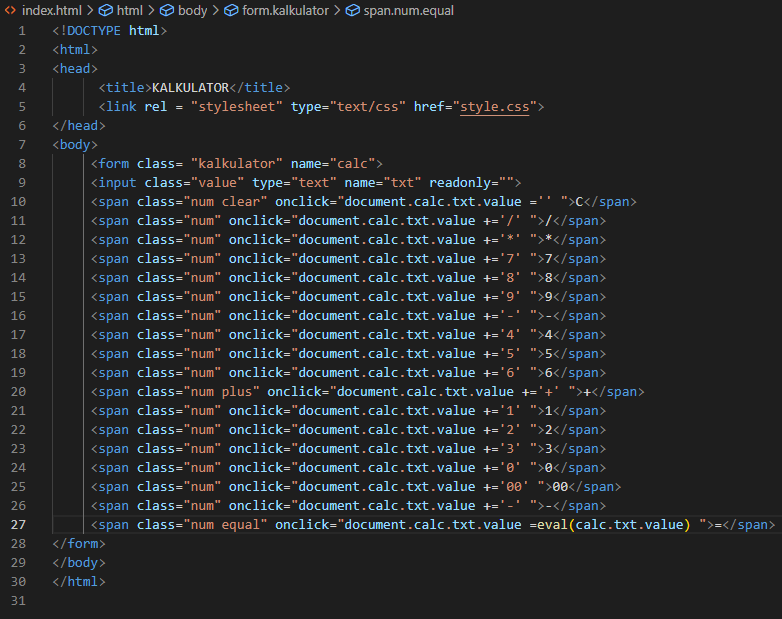 index.html > html > body > form.kalkulator > span.num.equal
1 <!DOCTYPE html>
2 <html>
3 <head>
4 <title>KALKULATOR</title>
5 <link rel = "stylesheet" type="text/css" href="style.css">
6 </head>
7 <body>
8 <form class= "kalkulator" name="calc">
9 <input class="value" type="text" name="txt" readonly="">
10 <span class="num clear" onclick="document.calc.txt.value ='' ">C</span>
11 <span class="num" onclick="document.calc.txt.value +='/' ">/</span>
12 <span class="num" onclick="document.calc.txt.value +='*' ">*</span>
13 <span class="num" onclick="document.calc.txt.value +='7' ">7</span>
14 <span class="num" onclick="document.calc.txt.value +='8' ">8</span>
15 <span class="num" onclick="document.calc.txt.value +='9' ">9</span>
16 <span class="num" onclick="document.calc.txt.value +='-' ">-</span>
17 <span class="num" onclick="document.calc.txt.value +='4' ">4</span>
18 <span class="num" onclick="document.calc.txt.value +='5' ">5</span>
19 <span class="num" onclick="document.calc.txt.value +='6' ">6</span>
20 <span class="num plus" onclick="document.calc.txt.value +='+' ">+</span>
21 <span class="num" onclick="document.calc.txt.value +='1' ">1</span>
22 <span class="num" onclick="document.calc.txt.value +='2' ">2</span>
23 <span class="num" onclick="document.calc.txt.value +='3' ">3</span>
24 <span class="num" onclick="document.calc.txt.value +='0' ">0</span>
25 <span class="num" onclick="document.calc.txt.value +='00' ">00</span>
26 <span class="num" onclick="document.calc.txt.value +='-' ">-</span>
27 <span class="num equal" onclick="document.calc.txt.value =eval(calc.txt.value) ">=</span>
28 </form>
29 </body>
30 </html>
31